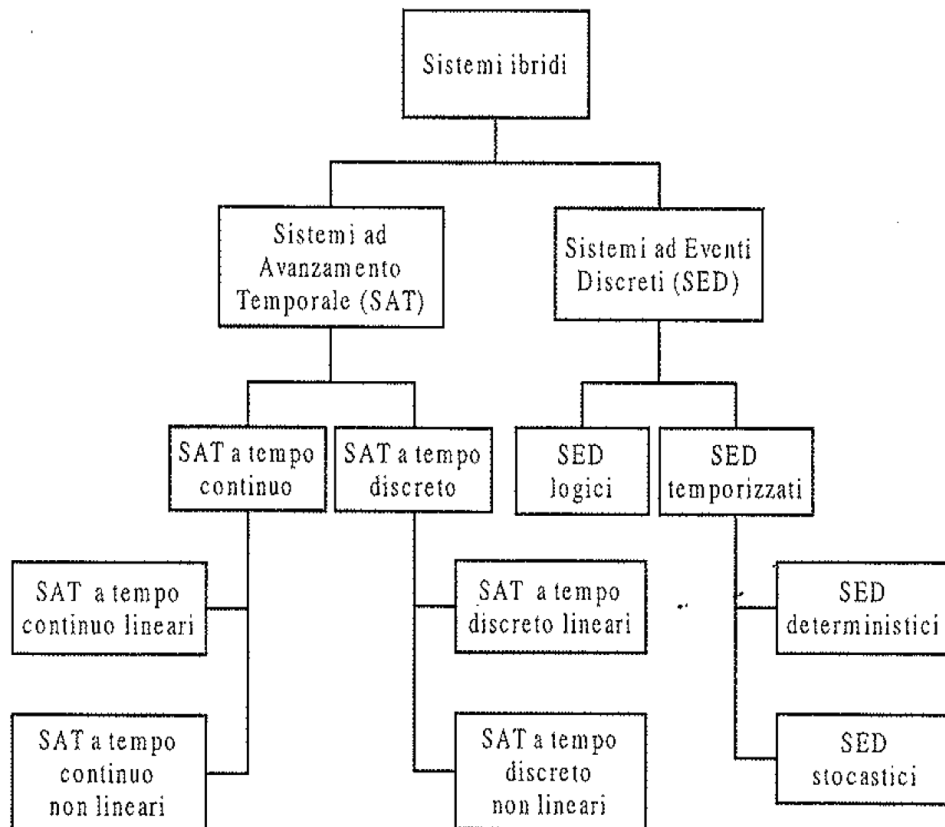 Sistemi ibridi
Sistemi ad
Avanzamento
Temporale (SAT)
Sistemi ad Eventi
Discreti (SED)
SAT a tempo
continuo
SAT a tempo
discreto
SED
logici
SED
temporizzati
SAT a tempo
continuo lineari
SAT a tempo
discreto lineari
SED
deterministici
SAT a tempo
continuo
non lineari
SAT a tempo
discreto
non lineari
SED
stocastici